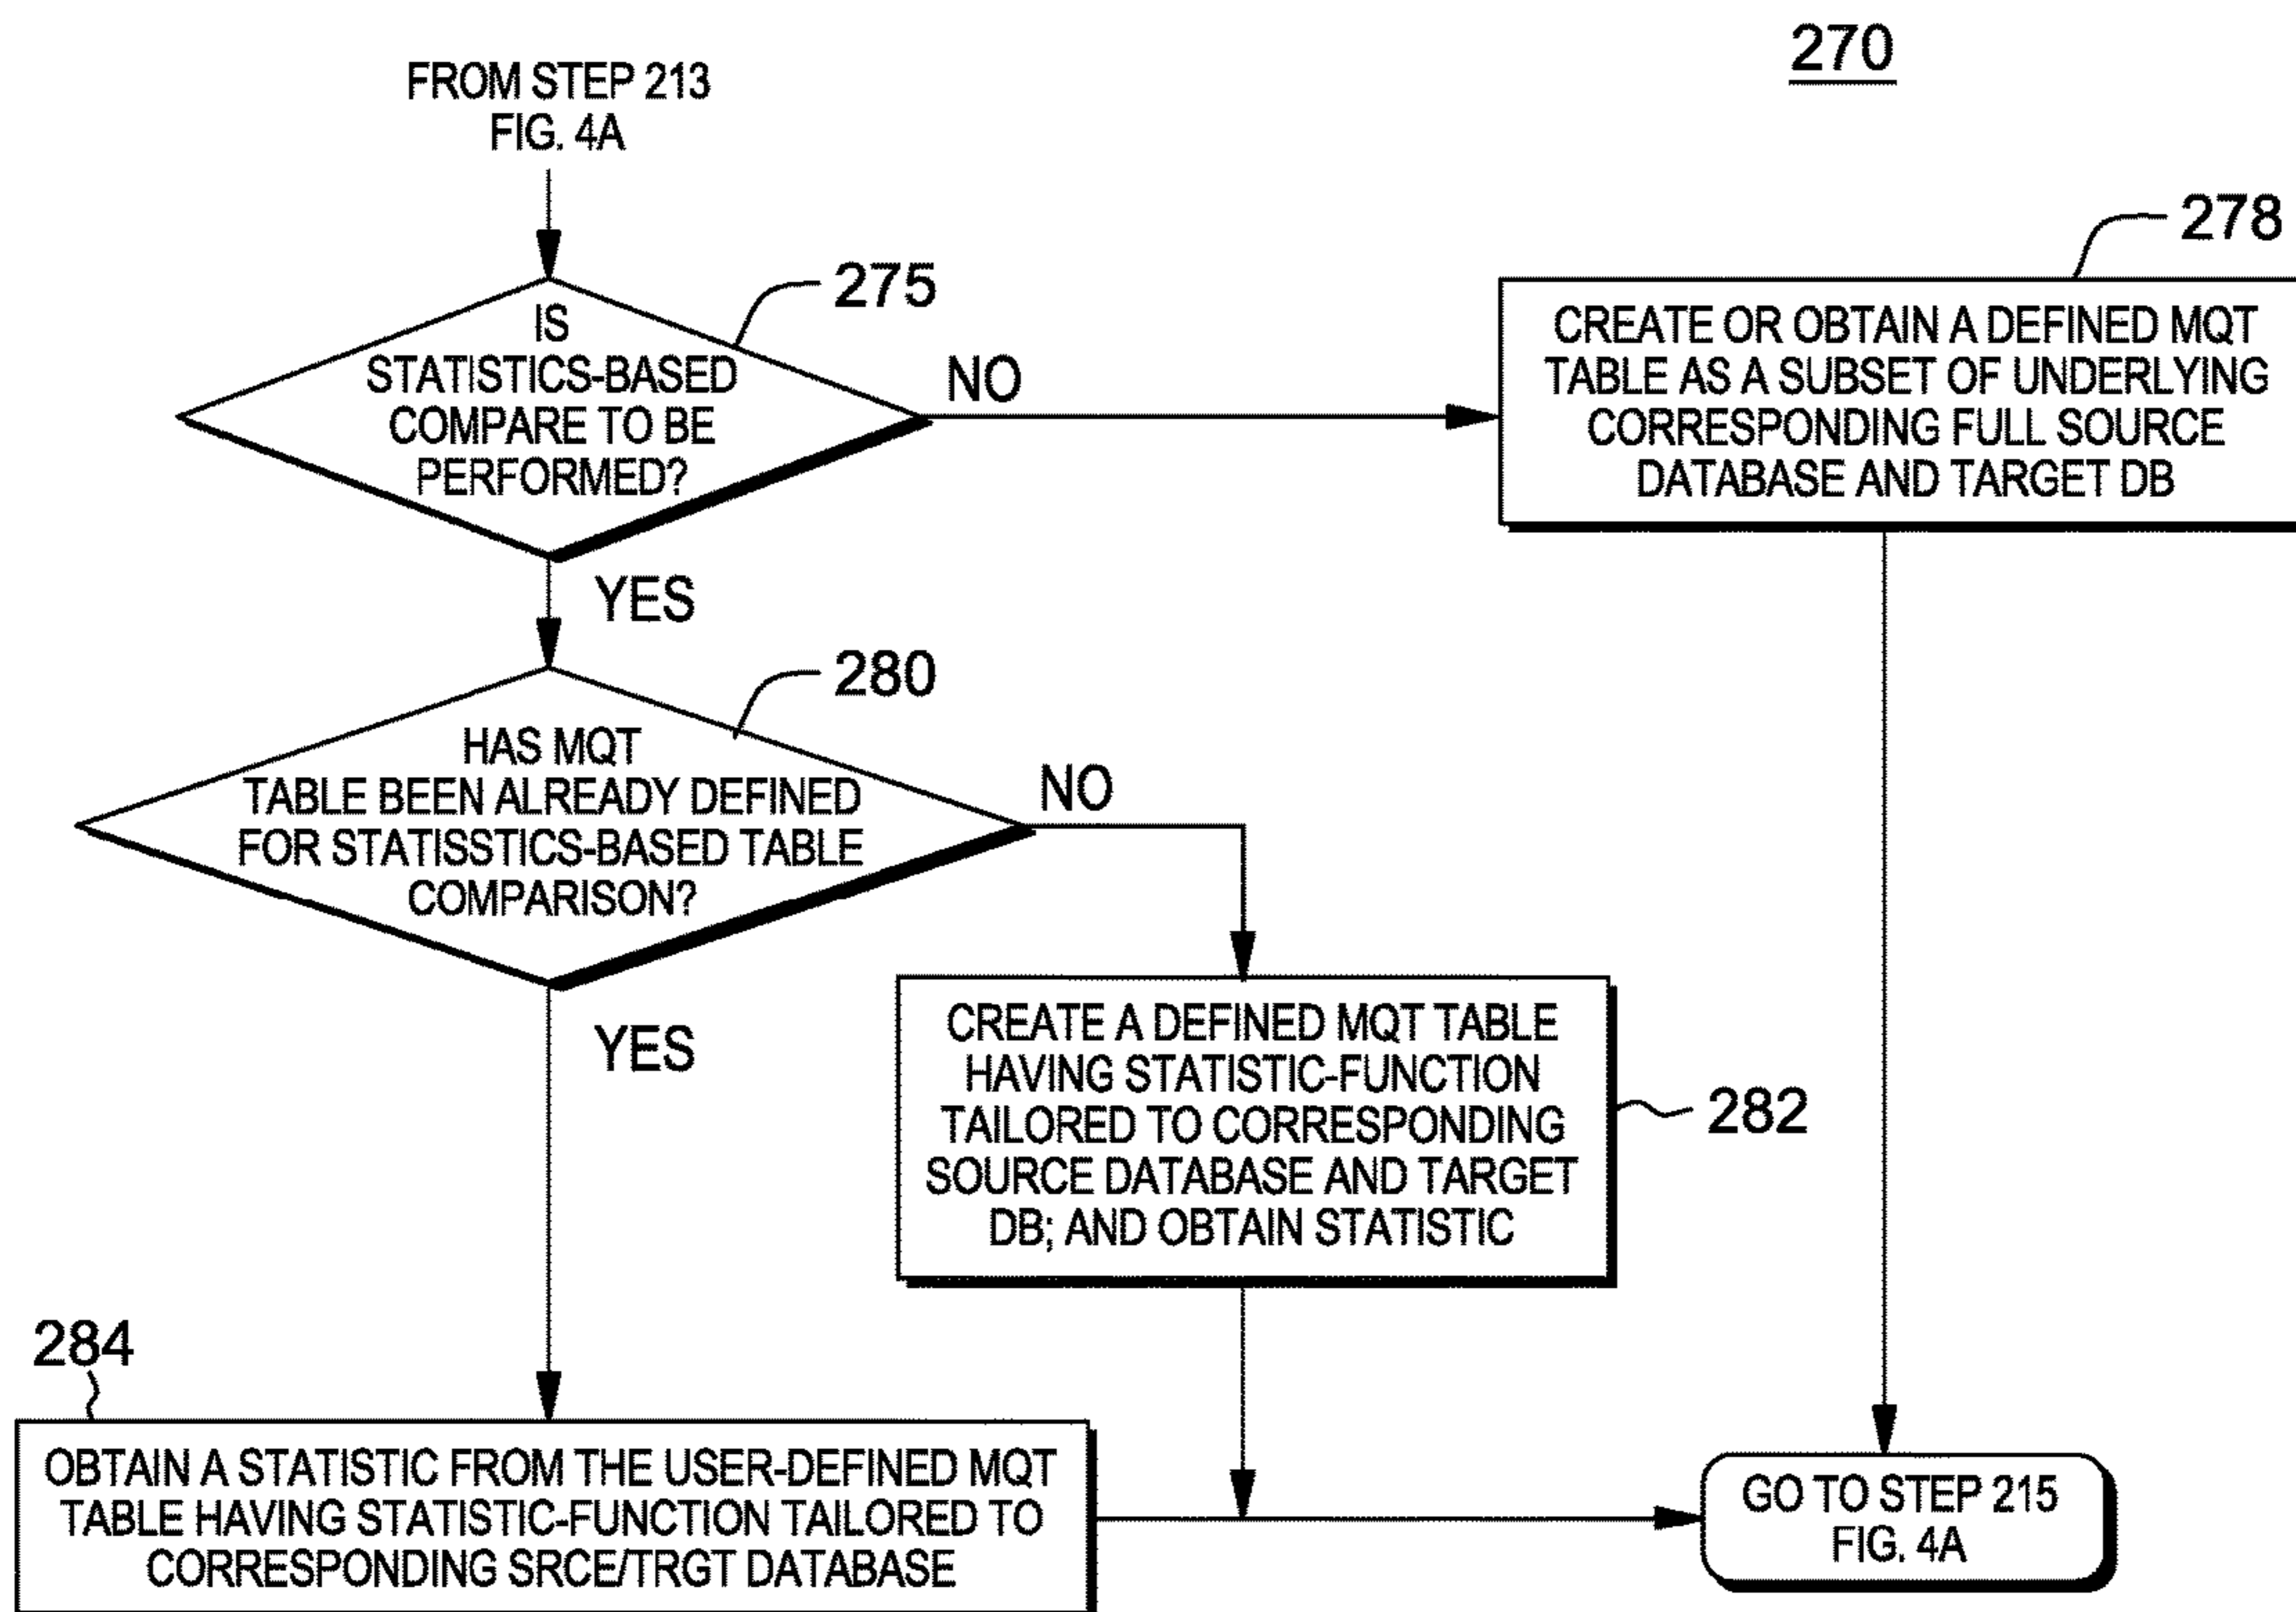 270
FROM STEP 213
FIG. 4A
275
IS
STATISTICS-BASED
COMPARE TO BE
PERFORMED?
NO
278
CREATE OR OBTAIN A DEFINED MQT
TABLE AS A SUBSET OF UNDERLYING
CORRESPONDING FULL SOURCE
DATABASE AND TARGET DB
YES
280
HAS MQT
TABLE BEEN ALREADY DEFINED
FOR STATISSTICS-BASED TABLE
COMPARISON?
NO
YES
CREATE A DEFINED MQT TABLE
HAVING STATISTIC-FUNCTION
TAILORED TO CORRESPONDING
SOURCE DATABASE AND TARGET
DB; AND OBTAIN STATISTIC
282
284
OBTAIN A STATISTIC FROM THE USER-DEFINED MQT
TABLE HAVING STATISTIC-FUNCTION TAILORED TO
CORRESPONDING SRCE/TRGT DATABASE
GO TO STEP 215
FIG. 4A